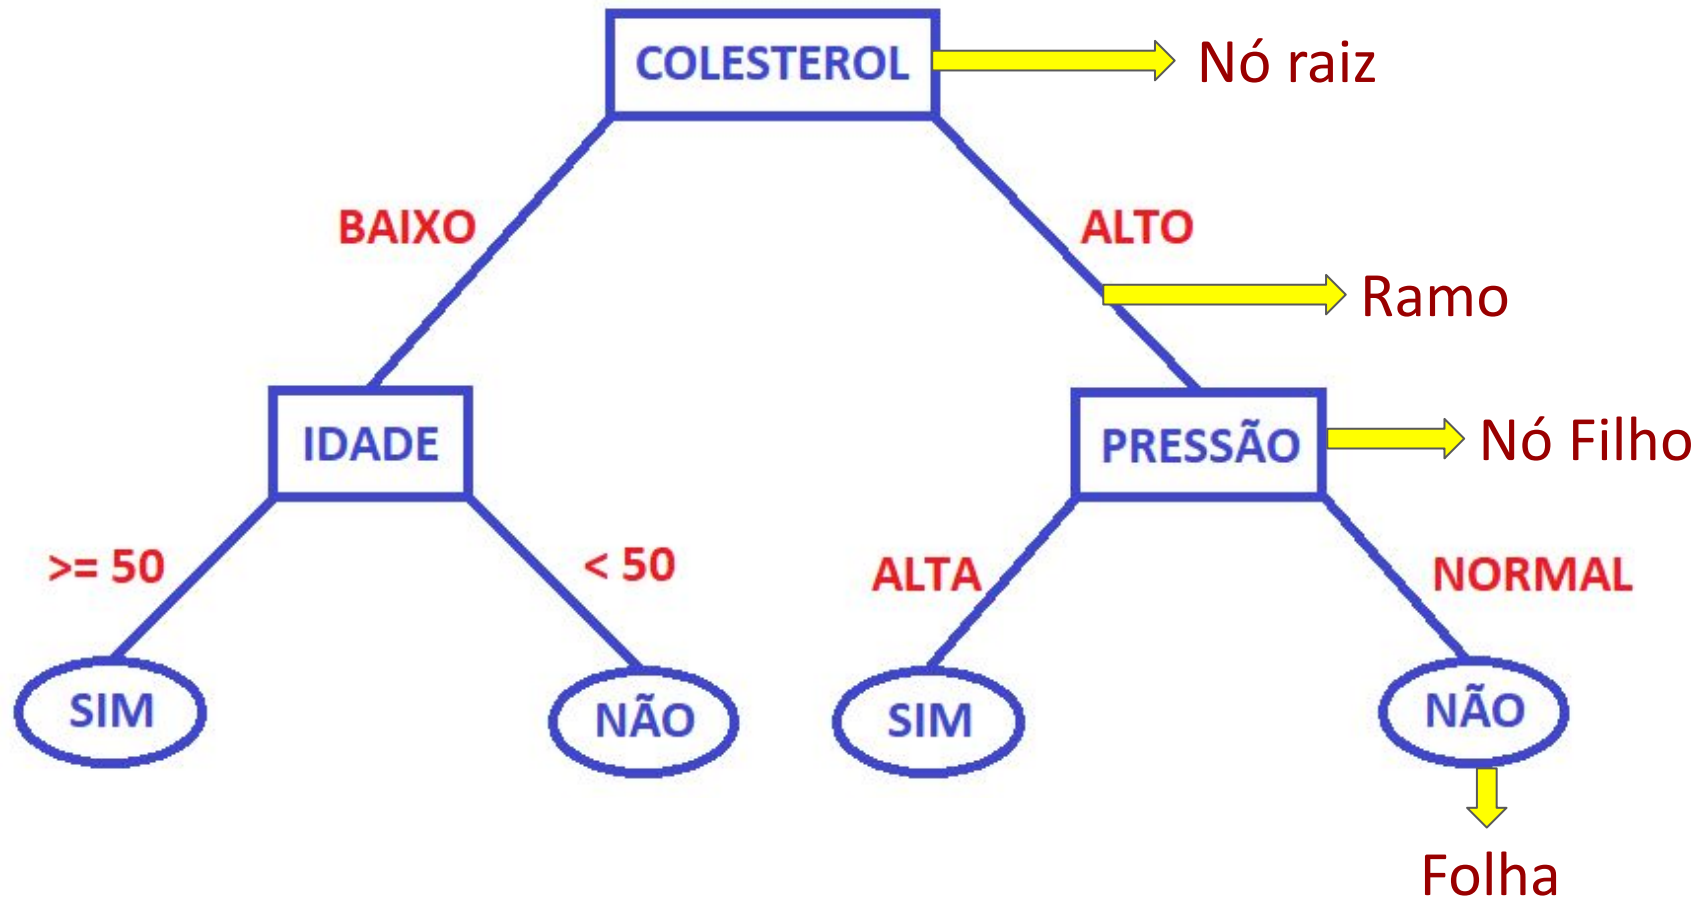 COLESTEROL
Nó raiz
BAIXO
ALTO
Ramo
IDADE
PRESSÃO
Nó Filho
>= 50
< 50
ALTA
NORMAL
SIM
NÃO
SIM
NÃO
Folha